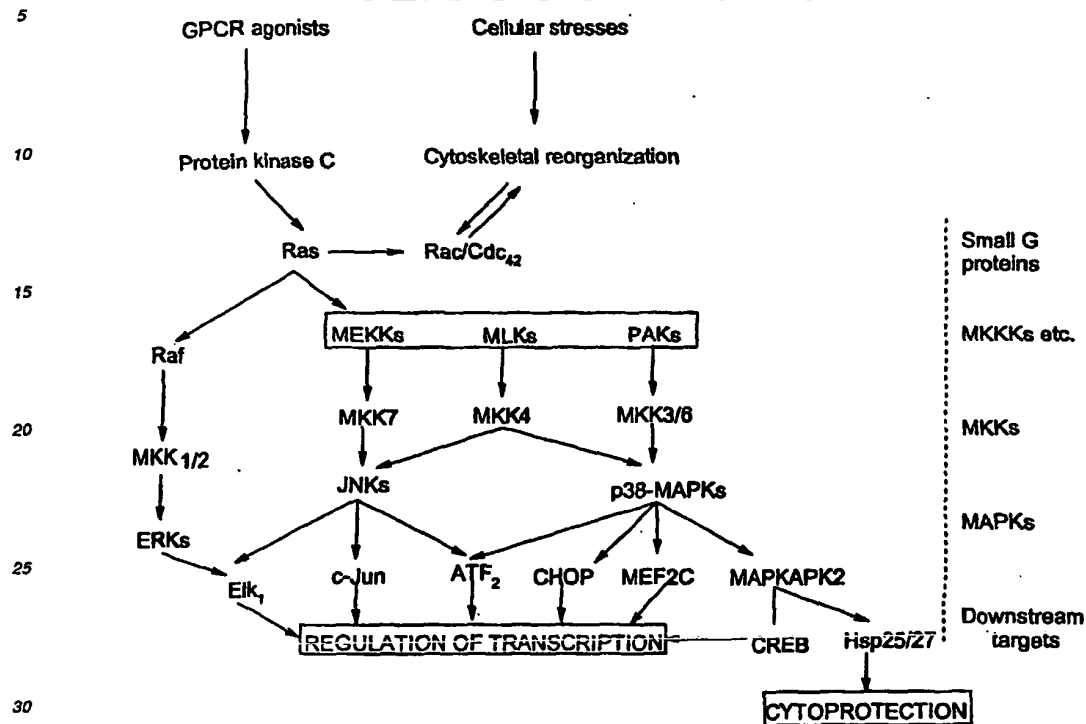 5
GPCR agonists Cellular stresses
10
Protein kinase C Cytoskeletal reorganization
Ras Rac/Cdc42 Small G proteins
15
MEKKs MLKs PAKs MKKKs etc.
Raf
MKK7 MKK4 MKK3/6 MKKs
20
MKK 1/2
JNKs p38-MAPKs
MAPKs
ERKs
25
Elk1 c-Jun ATF2 CHOP MEF2C MAPKAPK2
Downstream targets
REGULATION OF TRANSCRIPTION CREB Hsp25/27
30
CYTOPROTECTION